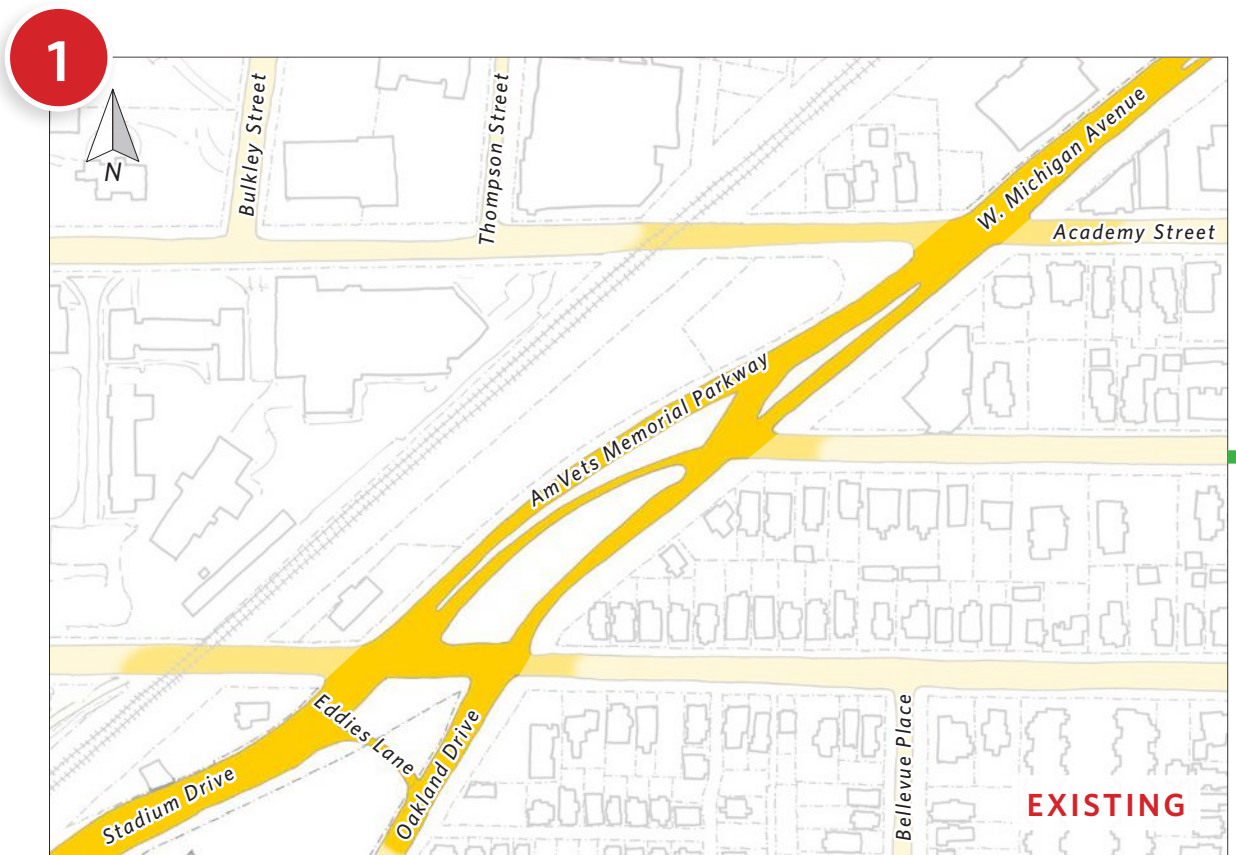 1
N
Bulkley Street
Thompson Street
W. Michigan Avenue
Academy Street
AmVets Memorial Parkway
Eddies Lane
Stadium Drive
Oakland Drive
Bellevue Place
EXISTING